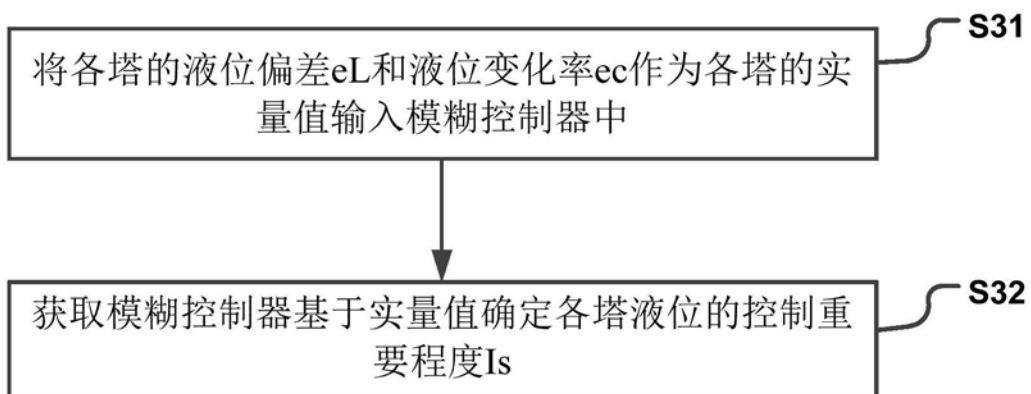 S31
将各塔的液位偏差eL和液位变化率ec作为各塔的实
量值输入模糊控制器中
S32
获取模糊控制器基于实量值确定各塔液位的控制重
要程度Is